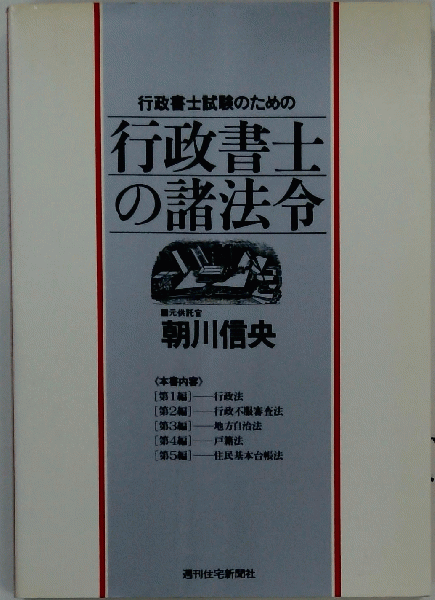 行政書士試験のための
行政書士
の諸法令
元供託官
朝川信央
〈本書内容〉
[第1編]──行政法
[第2編]──行政不服審査法
[第3編]──地方自治法
[第4編]──戸籍法
[第5編]──住民基本台帳法
週刊住宅新聞社